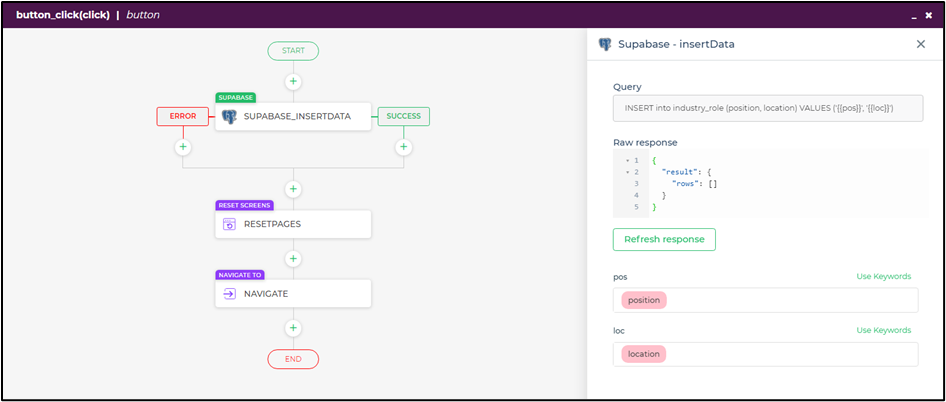 button_click(click) | button
START
SUPABASE
ERROR
SUPABASE_INSERTDATA
SUCCESS
RESET SCREENS
RESETPAGES
NAVIGATE TO
NAVIGATE
END
Supabase - insertData
Query
INSERT into industry_role (position, location) VALUES ('{{pos}}', '{{loc}}')
Raw response
1 {
2 "result": {
3 "rows": []
4 }
5 }
Refresh response
pos Use Keywords
position
loc Use Keywords
location